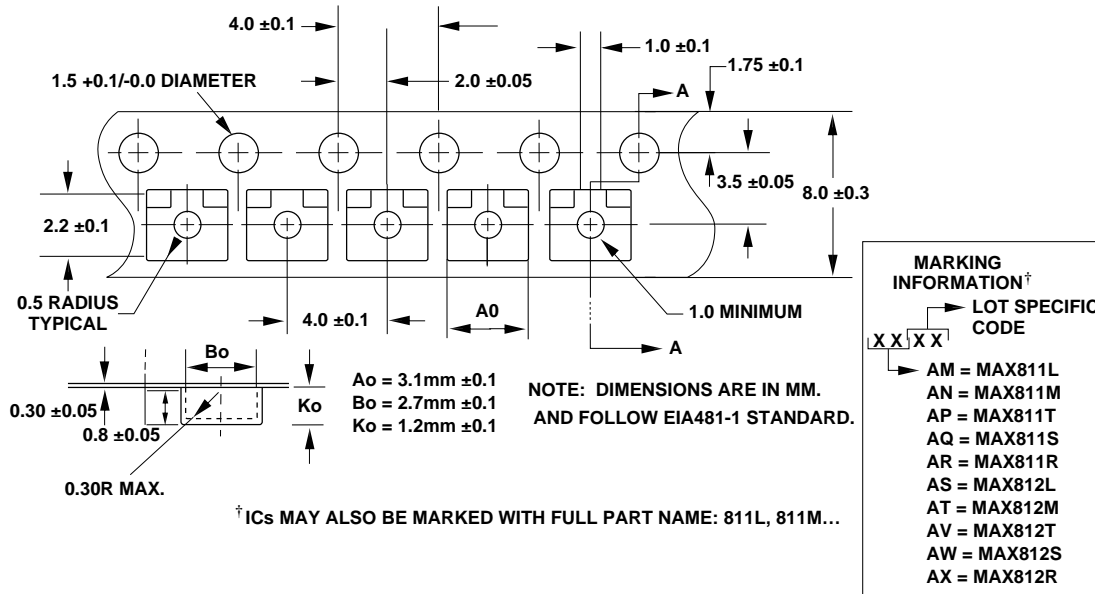 4.0 ±0.1
1.0 ±0.1
1.5 +0.1/-0.0 DIAMETER
2.0 ±0.05
1.75 ±0.1
A
3.5 ±0.05
8.0 ±0.3
2.2 ±0.1
0.5 RADIUS
TYPICAL
4.0 ±0.1
A0
1.0 MINIMUM
A
Bo
0.30 ±0.05
0.8 ±0.05
Ko
0.30R MAX.
Ao = 3.1mm ±0.1
Bo = 2.7mm ±0.1
Ko = 1.2mm ±0.1
NOTE: DIMENSIONS ARE IN MM.
AND FOLLOW EIA481-1 STANDARD.
†ICs MAY ALSO BE MARKED WITH FULL PART NAME: 811L, 811M...
MARKING
INFORMATION†
LOT SPECIFIC
CODE
X X X X
AM = MAX811L
AN = MAX811M
AP = MAX811T
AQ = MAX811S
AR = MAX811R
AS = MAX812L
AT = MAX812M
AV = MAX812T
AW = MAX812S
AX = MAX812R